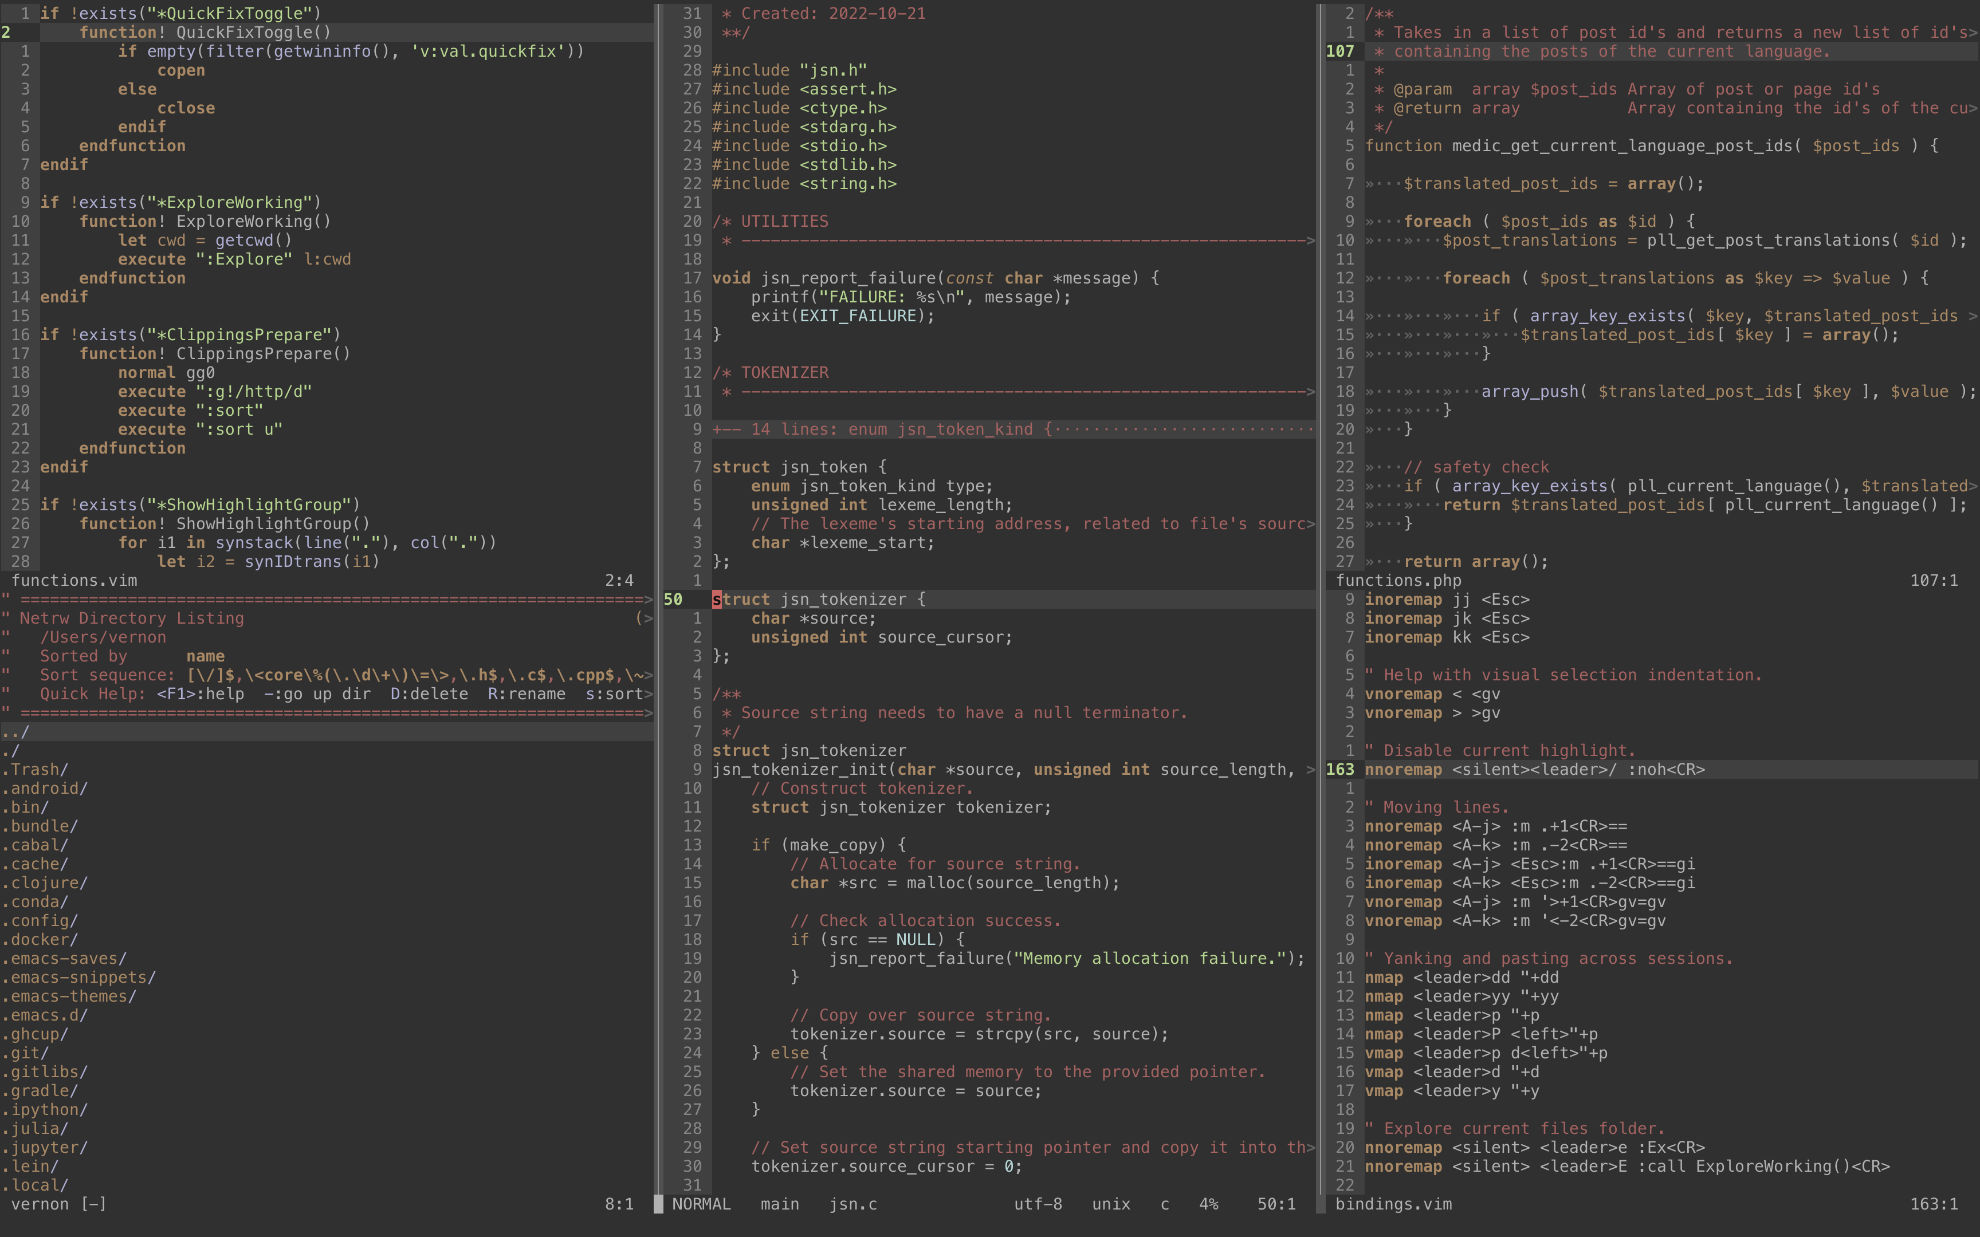 1 if !exists("*QuickFixToggle")
2     function! QuickFixToggle()
1         if empty(filter(getwininfo(), 'v:val.quickfix'))
2             copen
3         else
4             cclose
5         endif
6     endfunction
7 endif
8
9 if !exists("*ExploreWorking")
10     function! ExploreWorking()
11         let cwd = getcwd()
12         execute ":Explore" l:cwd
13     endfunction
14 endif
15
16 if !exists("*ClippingsPrepare")
17     function! ClippingsPrepare()
18         normal gg0
19         execute ":g!/http/d"
20         execute ":sort"
21         execute ":sort u"
22     endfunction
23 endif
24
25 if !exists("*ShowHighlightGroup")
26     function! ShowHighlightGroup()
27         for i1 in synstack(line("."), col("."))
28             let i2 = synIDtrans(i1)
functions.vim 2:4
" ================================================================>
" Netrw Directory Listing (>
"   /Users/vernon
"   Sorted by      name
"   Sort sequence: [\/]$,\<core\%(\.\d\+\)\=\>,\.h$,\.c$,\.cpp$,\~>
"   Quick Help: <F1>:help  -:go up dir  D:delete  R:rename  s:sort>
" ================================================================>
../
./
.Trash/
.android/
.bin/
.bundle/
.cabal/
.cache/
.clojure/
.conda/
.config/
.docker/
.emacs-saves/
.emacs-snippets/
.emacs-themes/
.emacs.d/
.ghcup/
.git/
.gitlibs/
.gradle/
.ipython/
.julia/
.jupyter/
.lein/
.local/
vernon [-] 8:1
31  * Created: 2022-10-21
30  **/
29
28 #include "jsn.h"
27 #include <assert.h>
26 #include <ctype.h>
25 #include <stdarg.h>
24 #include <stdio.h>
23 #include <stdlib.h>
22 #include <string.h>
21
20 /* UTILITIES
19  * ---------------------------------------------------------->
18
17 void jsn_report_failure(const char *message) {
16     printf("FAILURE: %s\n", message);
15     exit(EXIT_FAILURE);
14 }
13
12 /* TOKENIZER
11  * ---------------------------------------------------------->
10
9 +-- 14 lines: enum jsn_token_kind {···························
8
7 struct jsn_token {
6     enum jsn_token_kind type;
5     unsigned int lexeme_length;
4     // The lexeme's starting address, related to file's sourc>
3     char *lexeme_start;
2 };
1
50 struct jsn_tokenizer {
1     char *source;
2     unsigned int source_cursor;
3 };
4
5 /**
6  * Source string needs to have a null terminator.
7  */
8 struct jsn_tokenizer
9 jsn_tokenizer_init(char *source, unsigned int source_length, >
10     // Construct tokenizer.
11     struct jsn_tokenizer tokenizer;
12
13     if (make_copy) {
14         // Allocate for source string.
15         char *src = malloc(source_length);
16
17         // Check allocation success.
18         if (src == NULL) {
19             jsn_report_failure("Memory allocation failure.");
20         }
21
22         // Copy over source string.
23         tokenizer.source = strcpy(src, source);
24     } else {
25         // Set the shared memory to the provided pointer.
26         tokenizer.source = source;
27     }
28
29     // Set source string starting pointer and copy it into th>
30     tokenizer.source_cursor = 0;
31
NORMAL   main   jsn.c   utf-8   unix   c   4%   50:1
2 /**
1  * Takes in a list of post id's and returns a new list of id's>
107  * containing the posts of the current language.
1  *
2  * @param  array $post_ids Array of post or page id's
3  * @return array           Array containing the id's of the cu>
4  */
5 function medic_get_current_language_post_ids( $post_ids ) {
6
7 »···$translated_post_ids = array();
8
9 »···foreach ( $post_ids as $id ) {
10 »···»···$post_translations = pll_get_post_translations( $id );
11
12 »···»···foreach ( $post_translations as $key => $value ) {
13
14 »···»···»···if ( array_key_exists( $key, $translated_post_ids >
15 »···»···»···»···$translated_post_ids[ $key ] = array();
16 »···»···»···}
17
18 »···»···»···array_push( $translated_post_ids[ $key ], $value );
19 »···»···}
20 »···}
21
22 »···// safety check
23 »···if ( array_key_exists( pll_current_language(), $translated>
24 »···»···return $translated_post_ids[ pll_current_language() ];
25 »···}
26
27 »···return array();
functions.php 107:1
9 inoremap jj <Esc>
8 inoremap jk <Esc>
7 inoremap kk <Esc>
6
5 " Help with visual selection indentation.
4 vnoremap < <gv
3 vnoremap > >gv
2
1 " Disable current highlight.
163 nnoremap <silent><leader>/ :noh<CR>
1
2 " Moving lines.
3 nnoremap <A-j> :m .+1<CR>==
4 nnoremap <A-k> :m .-2<CR>==
5 inoremap <A-j> <Esc>:m .+1<CR>==gi
6 inoremap <A-k> <Esc>:m .-2<CR>==gi
7 vnoremap <A-j> :m '>+1<CR>gv=gv
8 vnoremap <A-k> :m '<-2<CR>gv=gv
9
10 " Yanking and pasting across sessions.
11 nmap <leader>dd "+dd
12 nmap <leader>yy "+yy
13 nmap <leader>p "+p
14 nmap <leader>P <left>"+p
15 vmap <leader>p d<left>"+p
16 vmap <leader>d "+d
17 vmap <leader>y "+y
18
19 " Explore current files folder.
20 nnoremap <silent> <leader>e :Ex<CR>
21 nnoremap <silent> <leader>E :call ExploreWorking()<CR>
22
bindings.vim 163:1